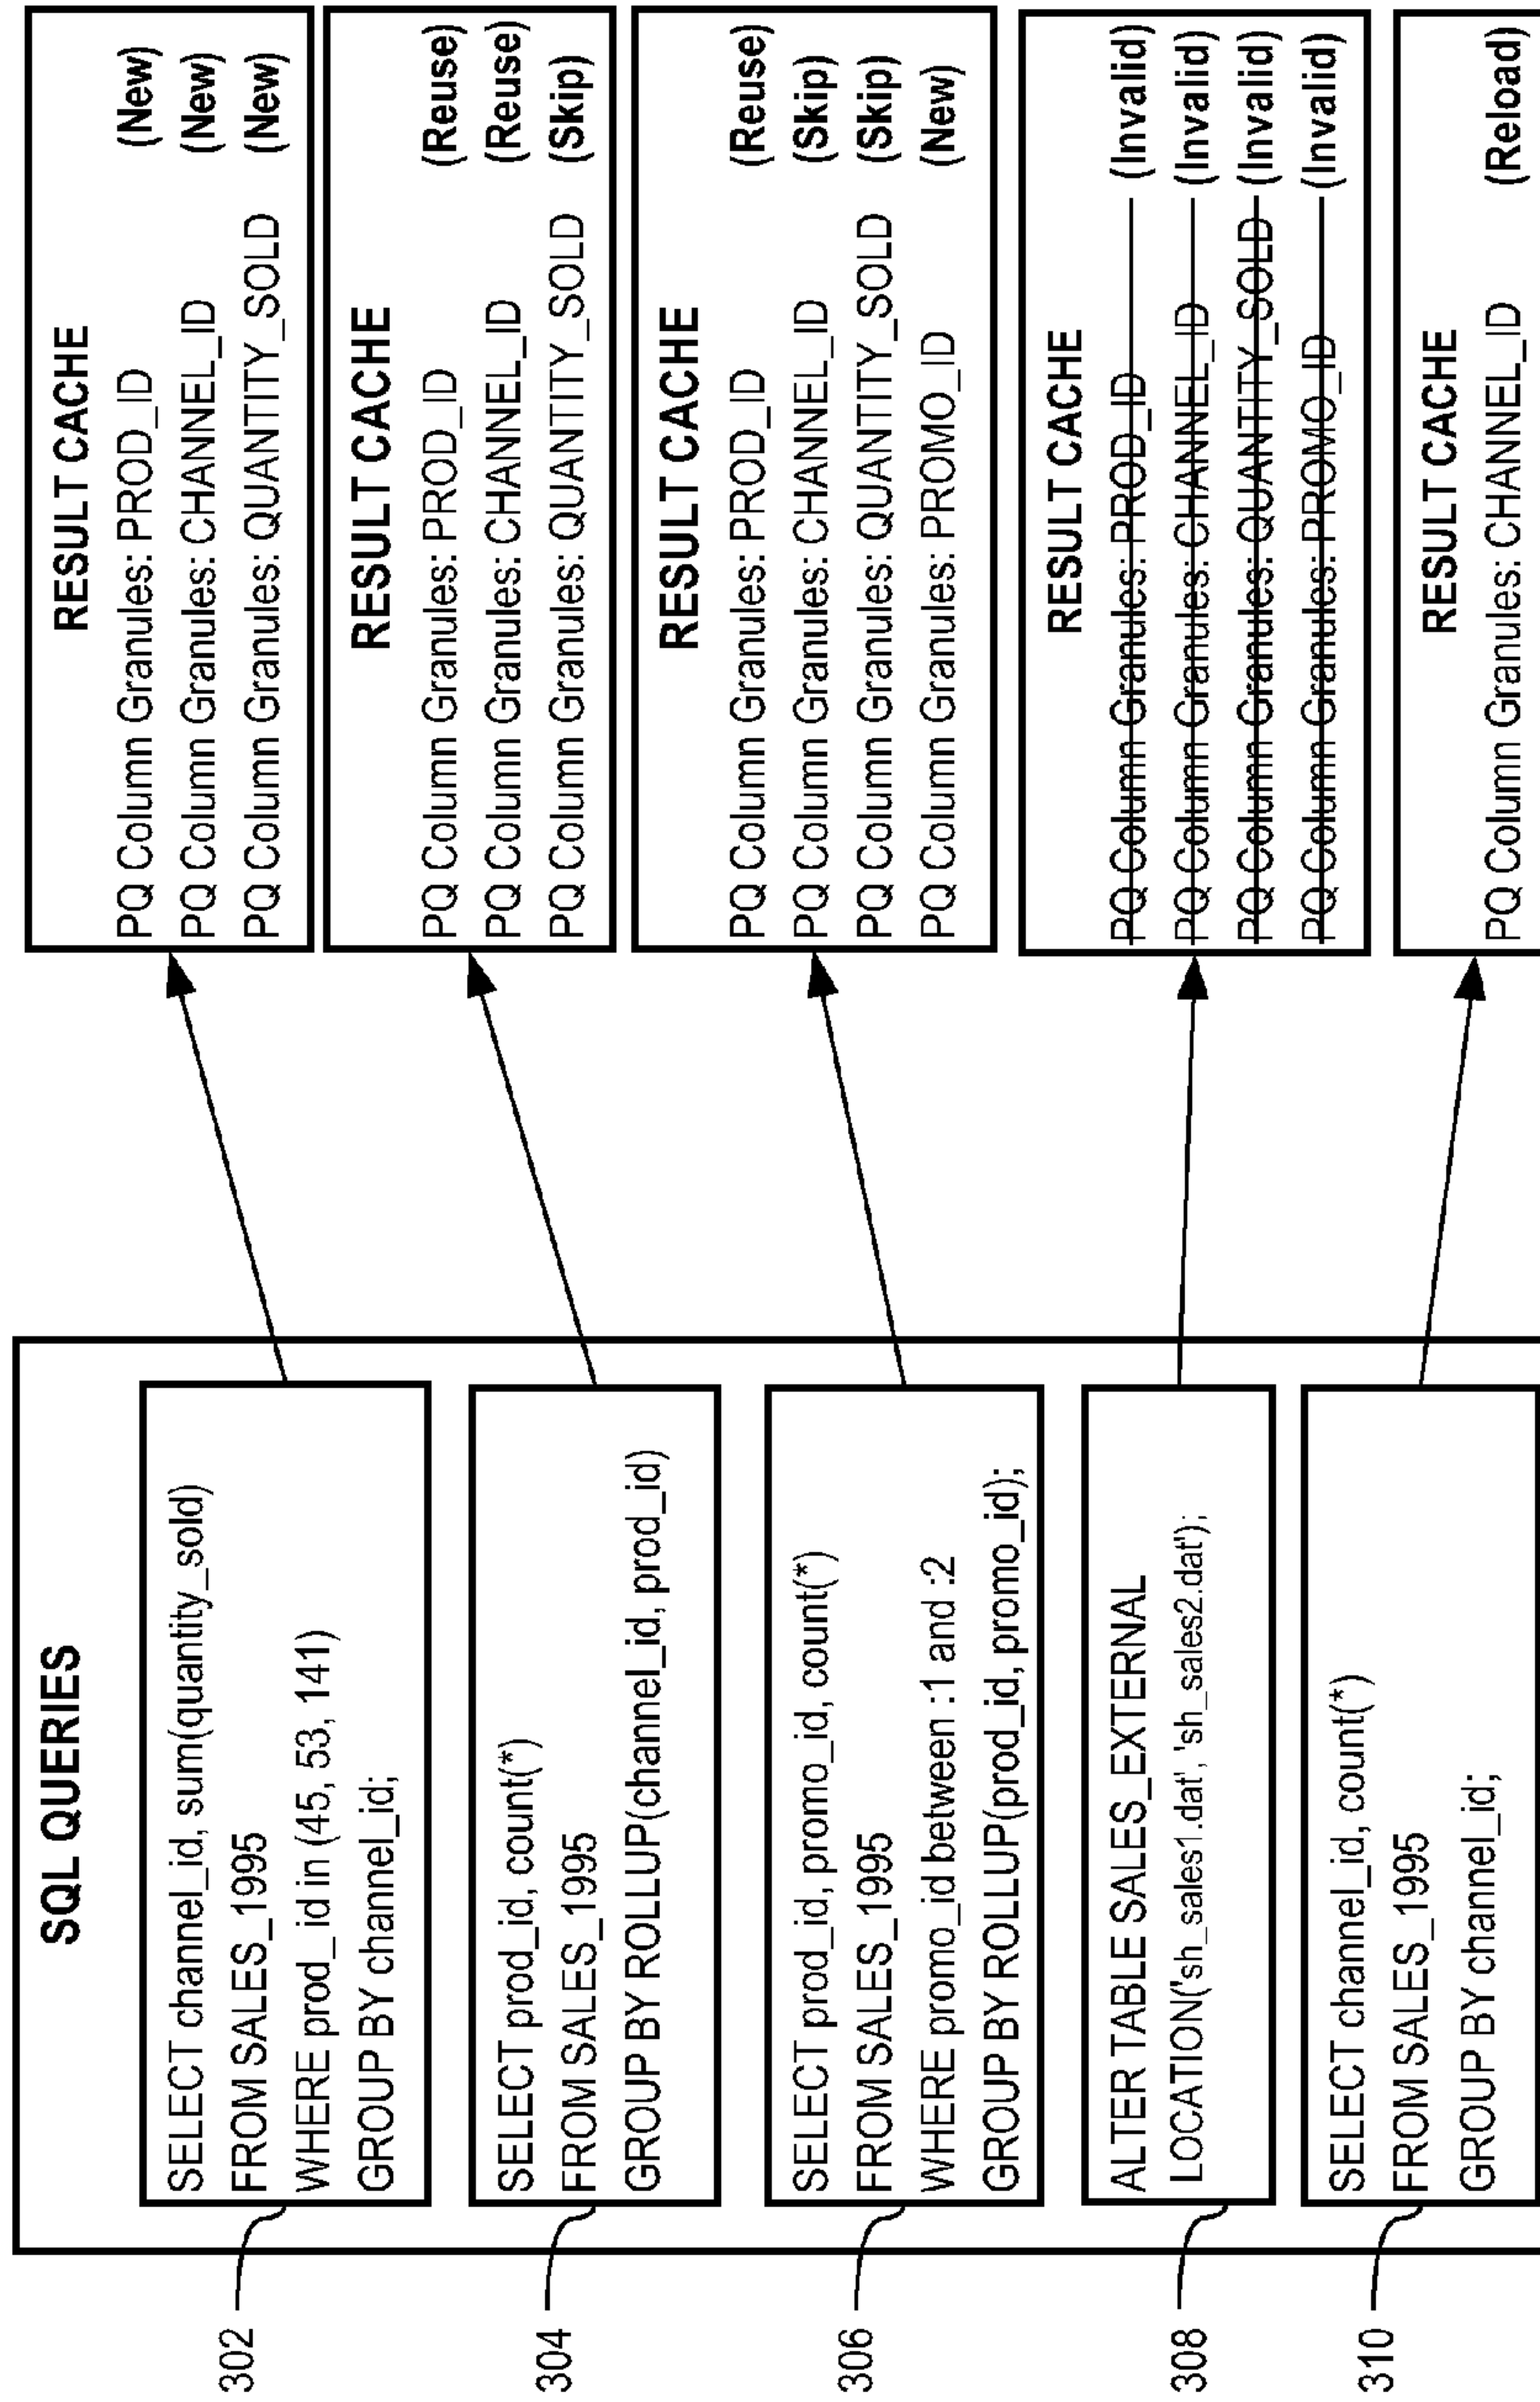 SQL QUERIES
302
SELECT channel_id, sum(quantity_sold)
FROM SALES_1995
WHERE prod_id in (45, 53, 141)
GROUP BY channel_id;
RESULT CACHE
PQ Column Granules: PROD_ID (New)
PQ Column Granules: CHANNEL_ID (New)
PQ Column Granules: QUANTITY_SOLD (New)
304
SELECT prod_id, count(*)
FROM SALES_1995
GROUP BY ROLLUP(channel_id, prod_id)
RESULT CACHE
PQ Column Granules: PROD_ID (Reuse)
PQ Column Granules: CHANNEL_ID (Reuse)
PQ Column Granules: QUANTITY_SOLD (Skip)
306
SELECT prod_id, promo_id, count(*)
FROM SALES_1995
WHERE promo_id between :1 and :2
GROUP BY ROLLUP(prod_id, promo_id);
RESULT CACHE
PQ Column Granules: PROD_ID (Reuse)
PQ Column Granules: CHANNEL_ID (Skip)
PQ Column Granules: QUANTITY_SOLD (Skip)
PQ Column Granules: PROMO_ID (New)
308
ALTER TABLE SALES_EXTERNAL
LOCATION('sh_sales1.dat', 'sh_sales2.dat');
RESULT CACHE
PQ Column Granules: PROD_ID (Invalid)
PQ Column Granules: CHANNEL_ID (Invalid)
PQ Column Granules: QUANTITY_SOLD (Invalid)
PQ Column Granules: PROMO_ID (Invalid)
310
SELECT channel_id, count(*)
FROM SALES_1995
GROUP BY channel_id;
RESULT CACHE
PQ Column Granules: CHANNEL_ID (Reload)